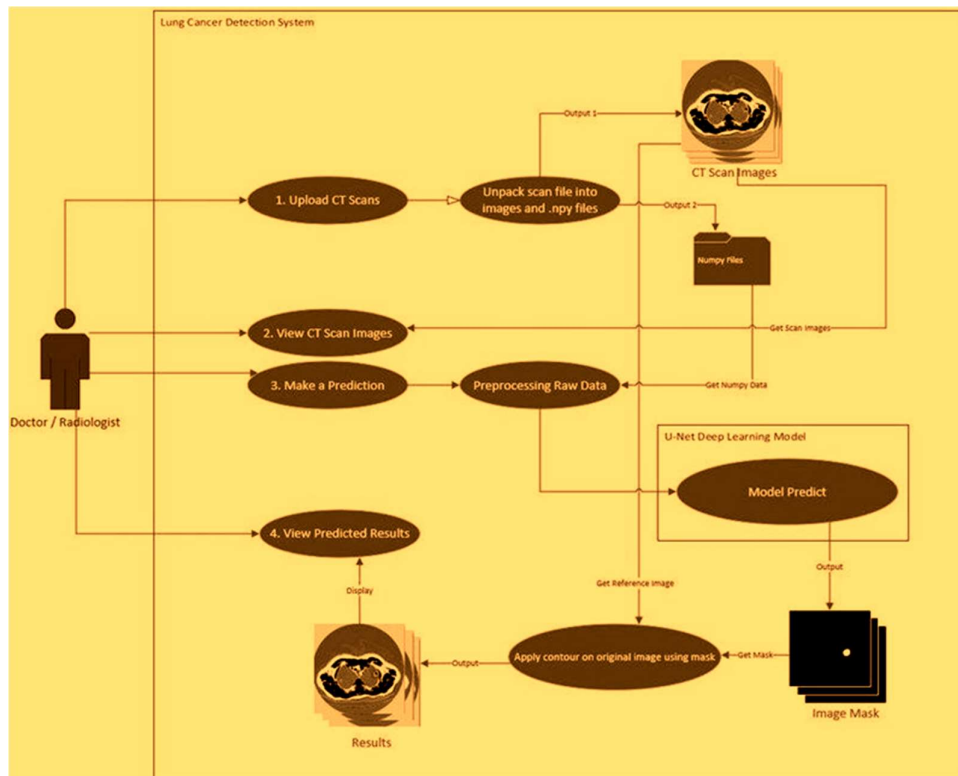 Lung Cancer Detection System
Output 1
CT Scan Images
1. Upload CT Scans
Unpack scan file into
images and .npy files
Output 2
Numpy Files
2. View CT Scan Images
Get Scan Images
3. Make a Prediction
Preprocessing Raw Data
Get Numpy Data
Doctor / Radiologist
U-Net Deep Learning Model
Model Predict
4. View Predicted Results
Output
Display
Get Reference Image
Apply contour on original image using mask
Get Mask
Output
Image Mask
Results